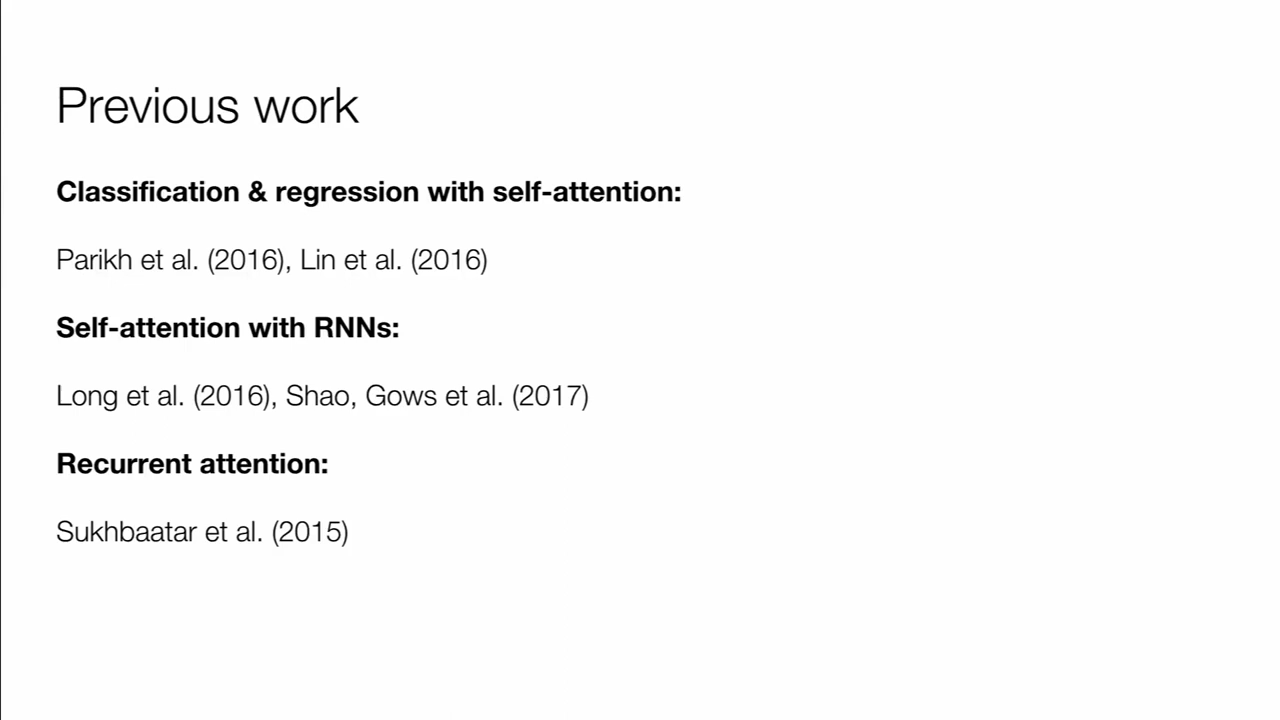 Previous work
Classification & regression with self-attention:
Parikh et al. (2016), Lin et al. (2016)
Self-attention with RNNs:
Long et al. (2016), Shao, Gows et al. (2017)
Recurrent attention:
Sukhbaatar et al. (2015)